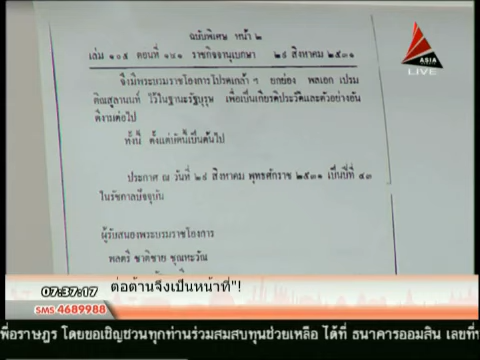 ฉบับพิเศษ หน้า ๒
เล่ม ๑๐๕ ตอนที่ ๑๔๑ ราชกิจจานุเบกษา ๒๙ สิงหาคม ๒๕๓๑
จึงมีพระบรมราชโองการโปรดเกล้า ฯ ยกย่อง พลเอก เปรม
ติณสูลานนท์ ไว้ในฐานะรัฐบุรุษ เพื่อเป็นเกียรติประวัติและตัวอย่างอัน
ดีงามต่อไป
ทั้งนี้ ตั้งแต่บัดนี้เป็นต้นไป
ประกาศ ณ วันที่ ๒๙ สิงหาคม พุทธศักราช ๒๕๓๑ เป็นปีที่ ๔๓
ในรัชกาลปัจจุบัน
ผู้รับสนองพระบรมราชโองการ
พลตรี ชาติชาย ชุณหะวัณ
ASIA
LIVE
07:37:17
ต่อต้านจึงเป็นหน้าที่"!
SMS 4689988
พื่อราษฎร โดยขอเชิญชวนทุกท่านร่วมสมสบทุนช่วยเหลือ ได้ที่ ธนาคารออมสิน เลขที่